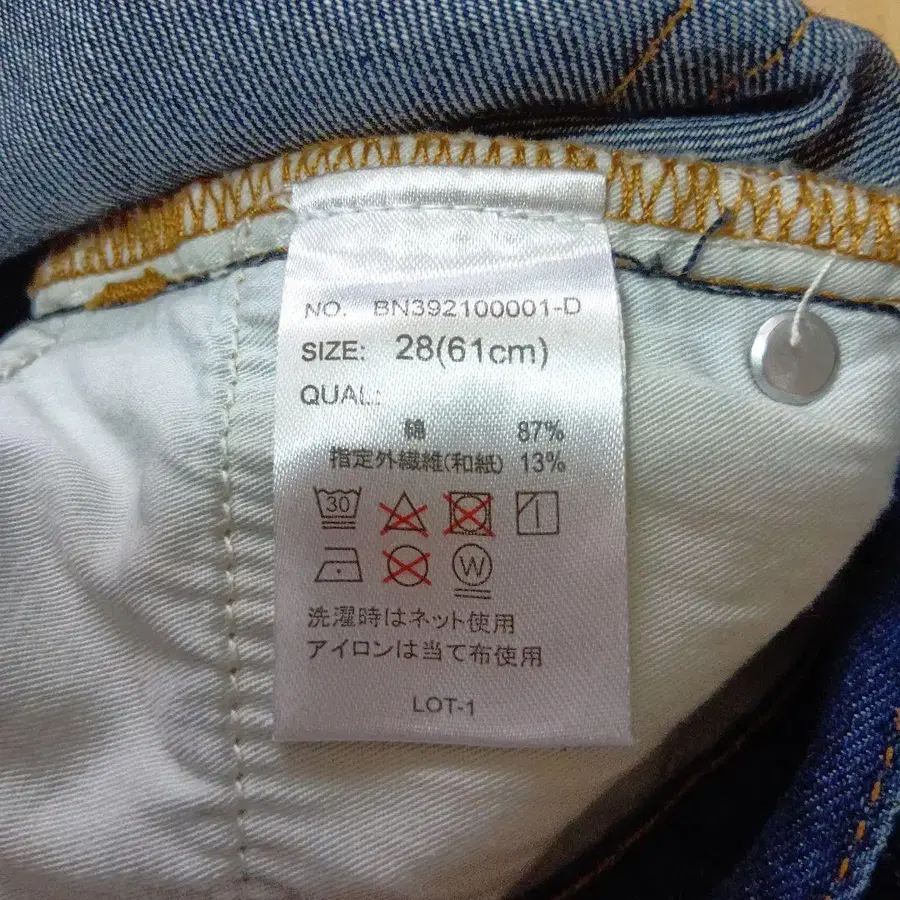 NO. BN392100001-D
SIZE: 28(61cm)
QUAL:
綿 87%
指定外繊維(和紙) 13%
30
W
洗濯時はネット使用
アイロンは当て布使用
LOT-1